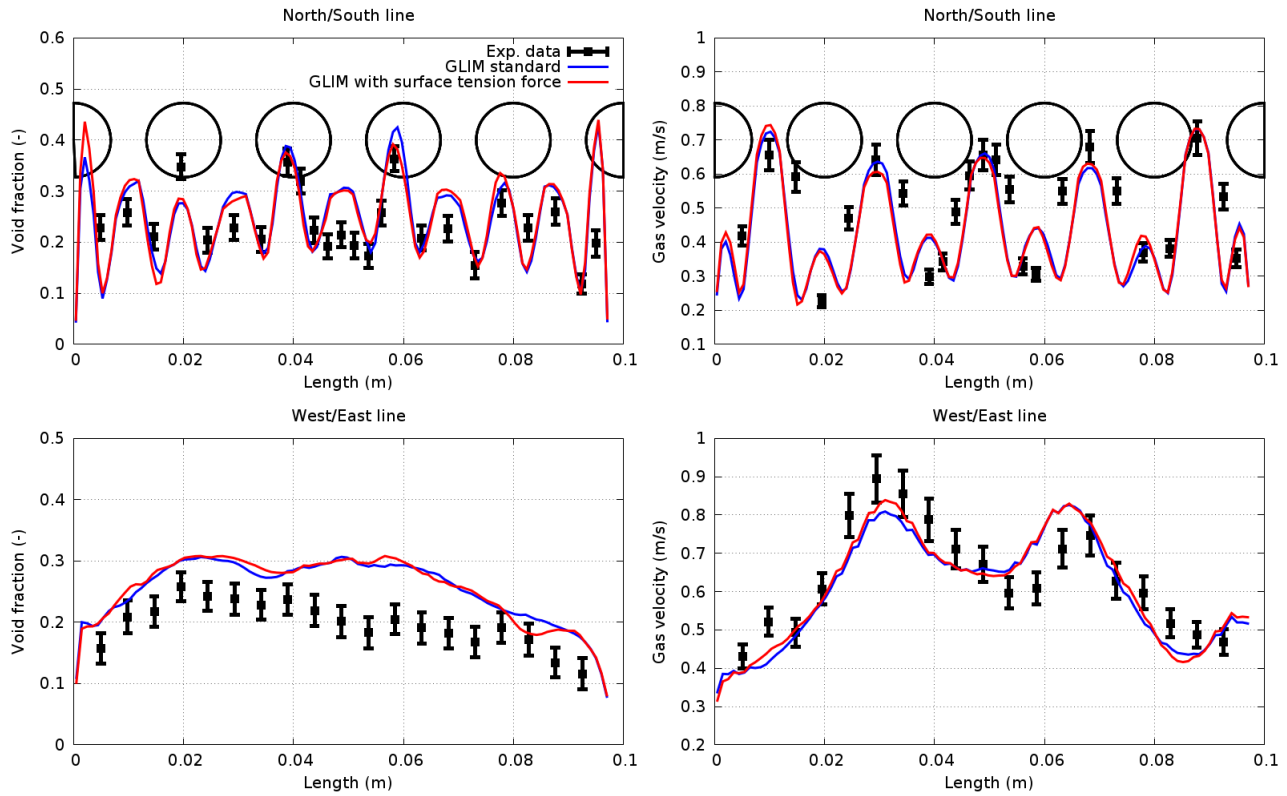 North/South line
Exp. data
GLIM standard
GLIM with surface tension force
Void fraction (-)
0.6
0.5
0.4
0.3
0.2
0.1
0
0 0.02 0.04 0.06 0.08 0.1
Length (m)
North/South line
Gas velocity (m/s)
1
0.9
0.8
0.7
0.6
0.5
0.4
0.3
0.2
0.1
0 0.02 0.04 0.06 0.08 0.1
Length (m)
West/East line
Void fraction (-)
0.5
0.4
0.3
0.2
0.1
0
0 0.02 0.04 0.06 0.08 0.1
Length (m)
West/East line
Gas velocity (m/s)
1
0.9
0.8
0.7
0.6
0.5
0.4
0.3
0.2
0 0.02 0.04 0.06 0.08 0.1
Length (m)